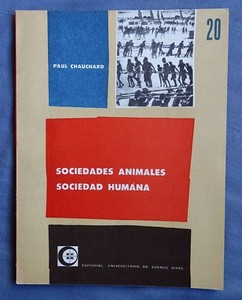 20
PAUL CHAUCHARD
SOCIEDADES ANIMALES
SOCIEDAD HUMANA
EDITORIAL UNIVERSITARIA DE BUENOS AIRES